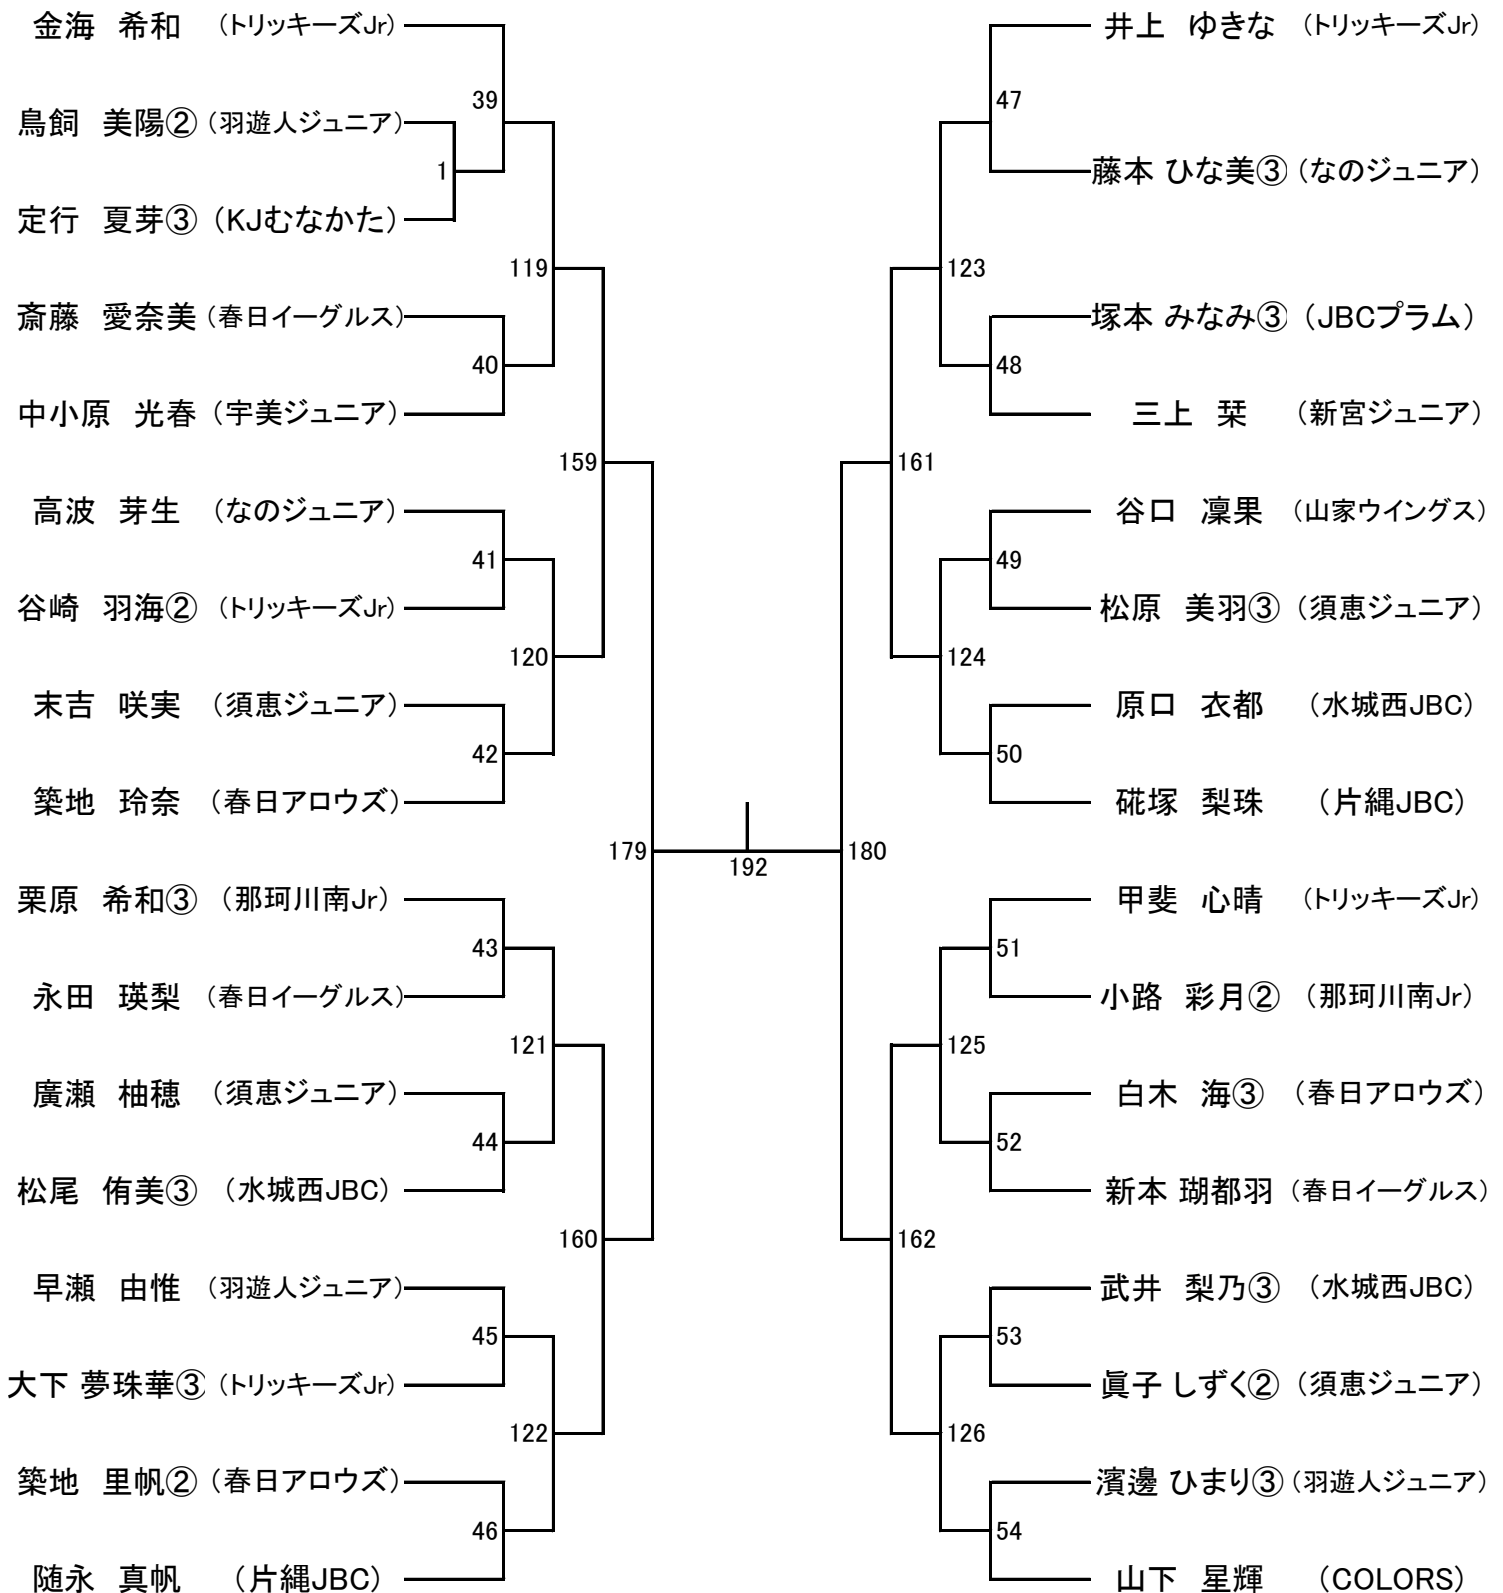 金海 希和 (トリッキーズJr)
39
鳥飼 美陽② (羽遊人ジュニア)
1
定行 夏芽③ (KJむなかた)
119
斎藤 愛奈美 (春日イーグルス)
40
中小原 光春 (宇美ジュニア)
159
高波 芽生 (なのジュニア)
41
谷崎 羽海② (トリッキーズJr)
120
末吉 咲実 (須恵ジュニア)
42
築地 玲奈 (春日アロウズ)
179
栗原 希和③ (那珂川南Jr)
43
永田 瑛梨 (春日イーグルス)
121
廣瀬 柚穂 (須恵ジュニア)
44
松尾 侑美③ (水城西JBC)
160
早瀬 由惟 (羽遊人ジュニア)
45
大下 夢珠華③ (トリッキーズJr)
122
築地 里帆② (春日アロウズ)
46
随永 真帆 (片縄JBC)
192
井上 ゆきな (トリッキーズJr)
47
藤本 ひな美③ (なのジュニア)
123
塚本 みなみ③ (JBCプラム)
48
三上 栞 (新宮ジュニア)
161
谷口 凜果 (山家ウイングス)
49
松原 美羽③ (須恵ジュニア)
124
原口 衣都 (水城西JBC)
50
硴塚 梨珠 (片縄JBC)
180
甲斐 心晴 (トリッキーズJr)
51
小路 彩月② (那珂川南Jr)
125
白木 海③ (春日アロウズ)
52
新本 瑚都羽 (春日イーグルス)
162
武井 梨乃③ (水城西JBC)
53
眞子 しずく② (須恵ジュニア)
126
濱邊 ひまり③ (羽遊人ジュニア)
54
山下 星輝 (COLORS)